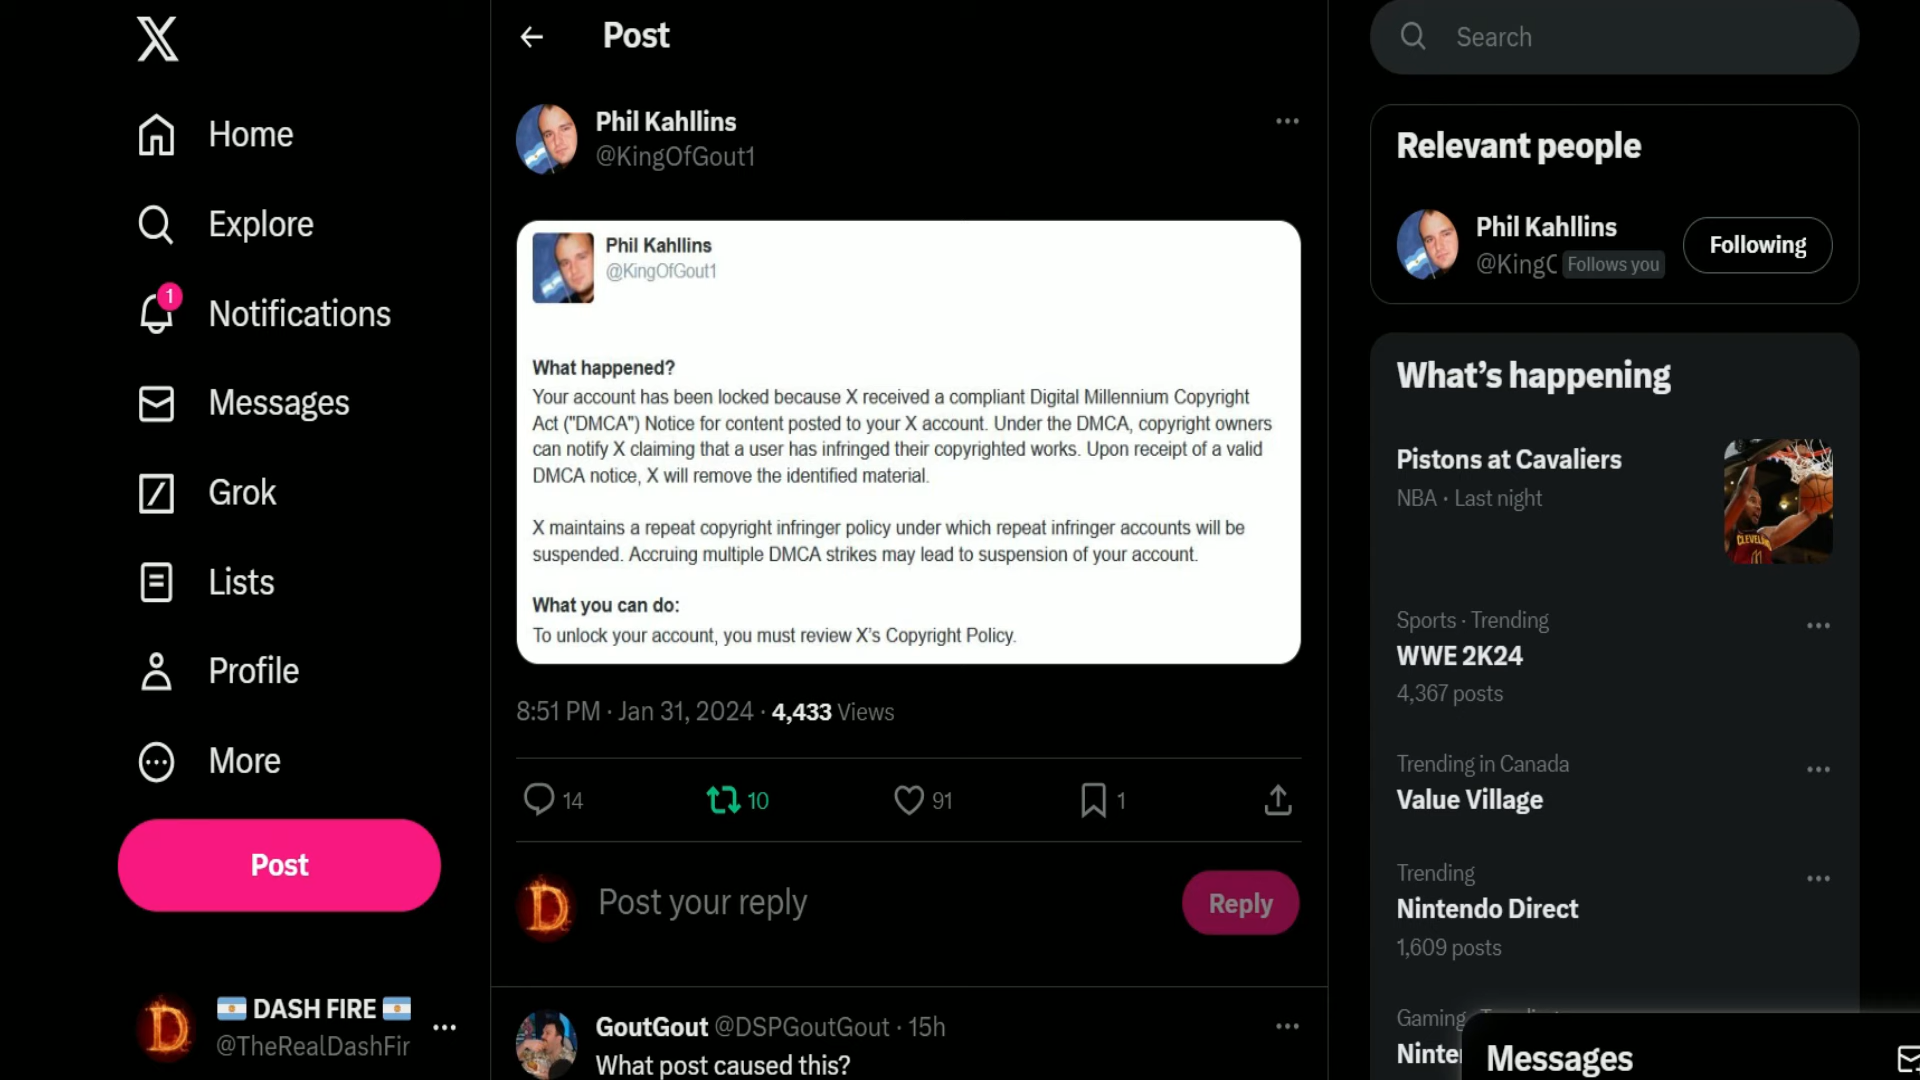 Home
Explore
1
Notifications
Messages
Grok
Lists
Profile
More
Post
DASH FIRE
@TheRealDashFir
Post
Phil Kahllins
@KingOfGout1
Phil Kahllins
@KingOfGout1
What happened?
Your account has been locked because X received a compliant Digital Millennium Copyright
Act ("DMCA") Notice for content posted to your X account. Under the DMCA, copyright owners
can notify X claiming that a user has infringed their copyrighted works. Upon receipt of a valid
DMCA notice, X will remove the identified material.
X maintains a repeat copyright infringer policy under which repeat infringer accounts will be
suspended. Accruing multiple DMCA strikes may lead to suspension of your account.
What you can do:
To unlock your account, you must review X's Copyright Policy.
8:51 PM · Jan 31, 2024 · 4,433 Views
14 10 91 1
Post your reply
Reply
GoutGout @DSPGoutGout · 15h
What post caused this?
Search
Relevant people
Phil Kahllins
@KingO Follows you
Following
What's happening
Pistons at Cavaliers
NBA · Last night
Sports · Trending
WWE 2K24
4,367 posts
Trending in Canada
Value Village
Trending
Nintendo Direct
1,609 posts
Gaming
Messages